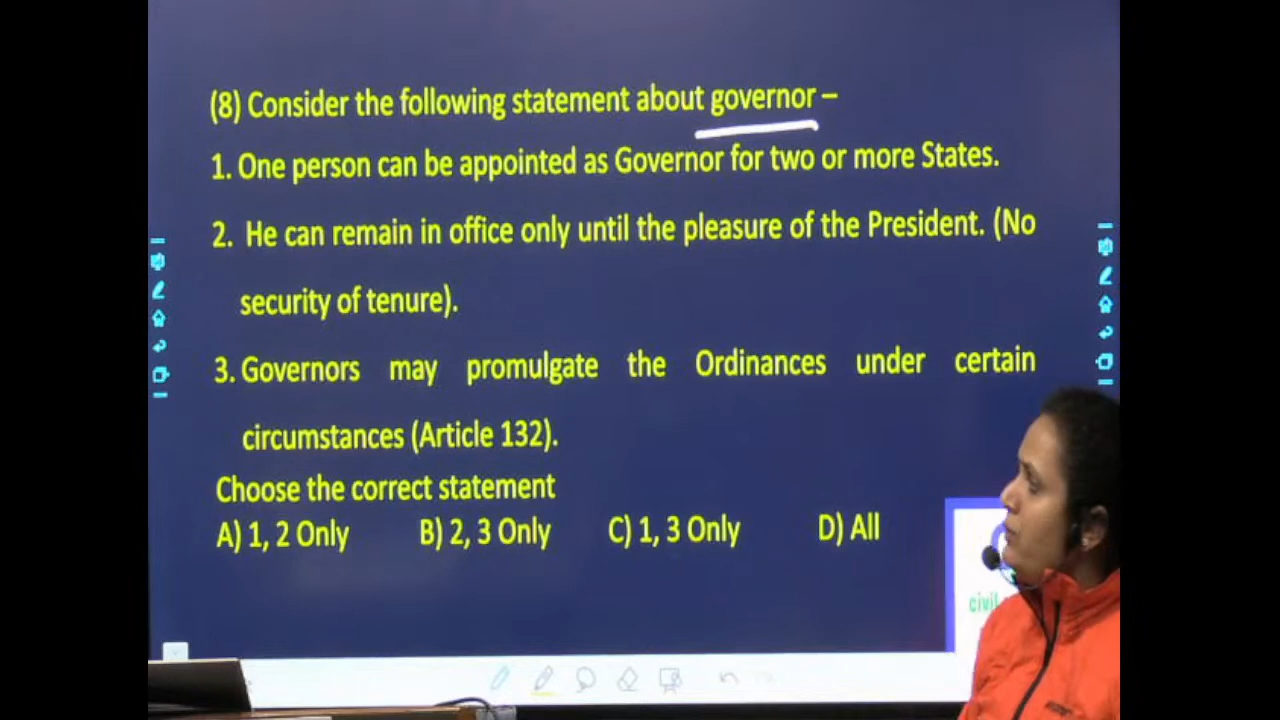 (8) Consider the following statement about governor –
1. One person can be appointed as Governor for two or more States.
2. He can remain in office only until the pleasure of the President. (No
security of tenure).
3. Governors may promulgate the Ordinances under certain
circumstances (Article 132).
Choose the correct statement
A) 1, 2 Only B) 2, 3 Only C) 1, 3 Only D) All
civil